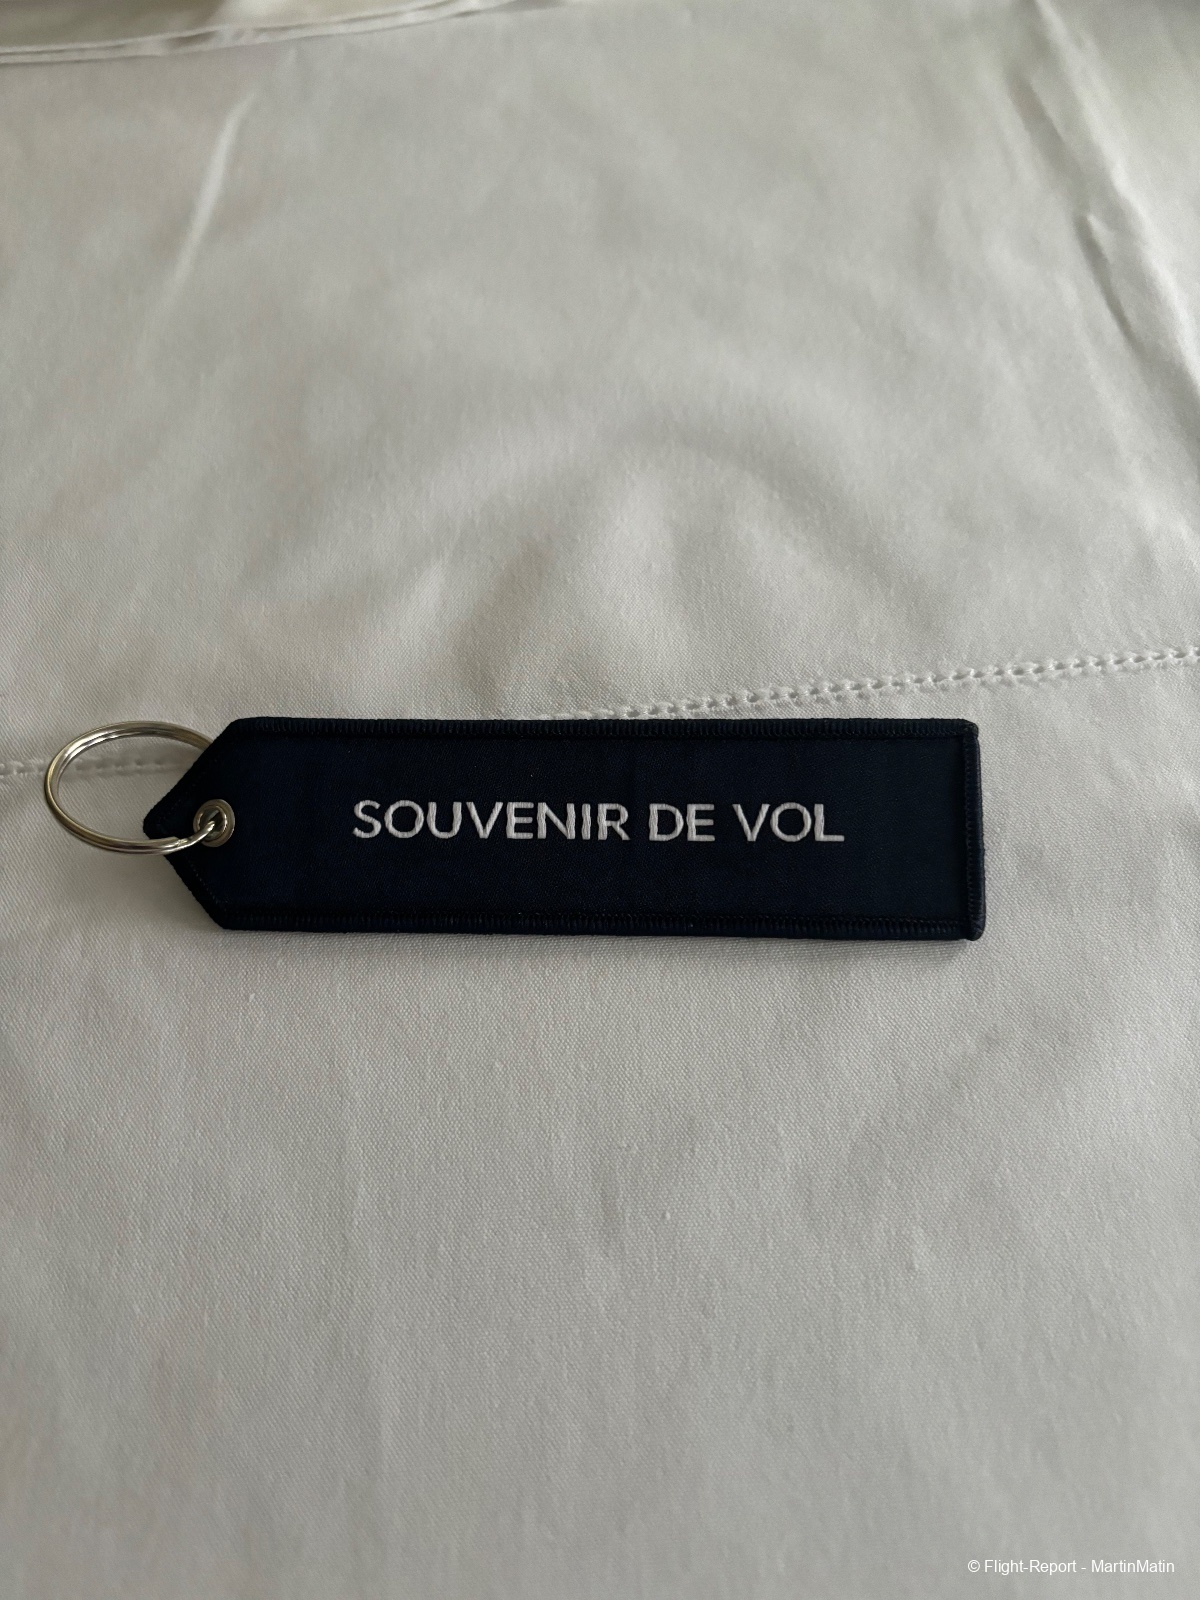 SOUVENIR DE VOL
© Flight-Report - MartinMatin